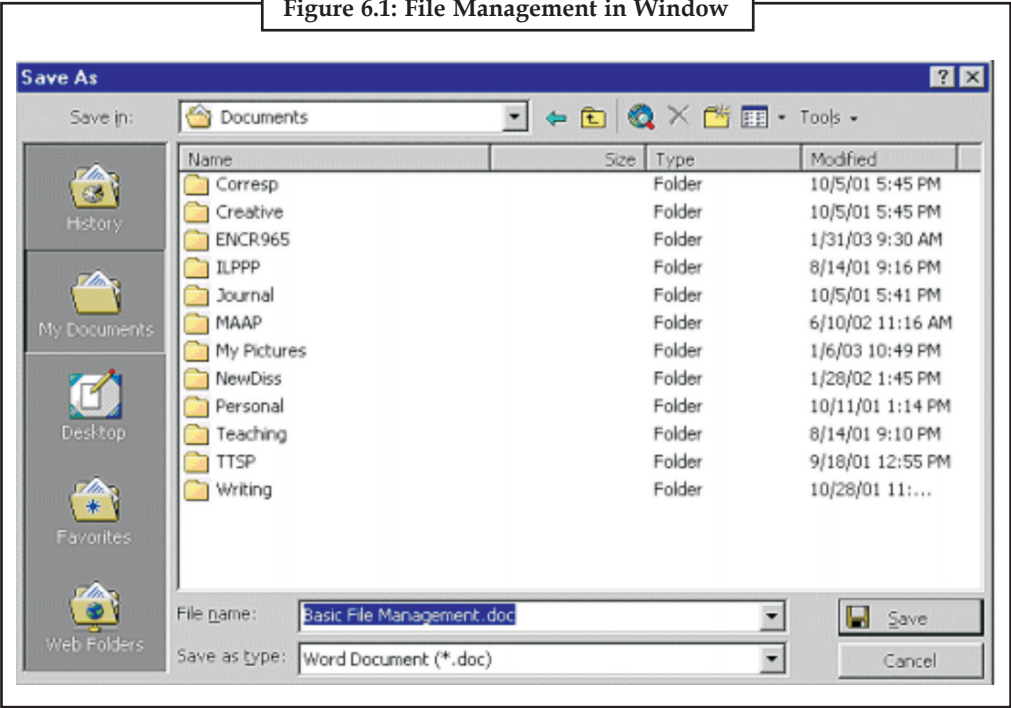 Figure 6.1: File Management in Window
Save As
Save in: Documents Tools
Name Size Type Modified
Corresp Folder 10/5/01 5:45 PM
Creative Folder 10/5/01 5:45 PM
ENCR965 Folder 1/31/03 9:30 AM
ILPPP Folder 8/14/01 9:16 PM
Journal Folder 10/5/01 5:41 PM
MAAP Folder 6/10/02 11:16 AM
My Pictures Folder 1/6/03 10:49 PM
NewDiss Folder 1/28/02 1:45 PM
Personal Folder 10/11/01 1:14 PM
Teaching Folder 8/14/01 9:10 PM
TTSP Folder 9/18/01 12:55 PM
Writing Folder 10/28/01 11:...
History
My Documents
Desktop
Favorites
Web Folders
File name: Basic File Management.doc Save
Save as type: Word Document (*.doc) Cancel